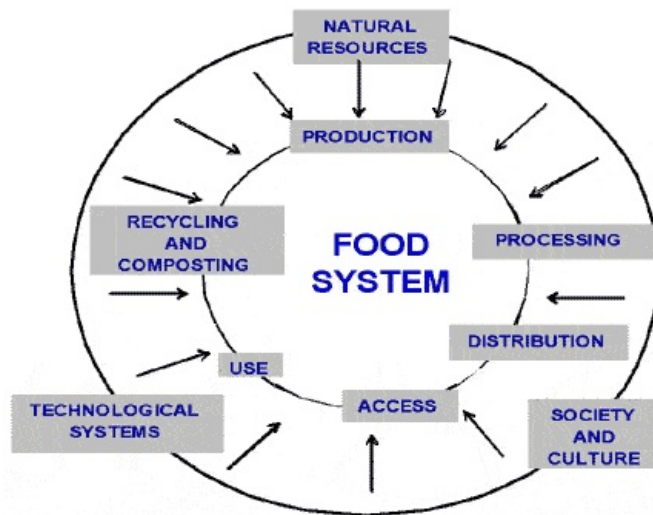 NATURAL
RESOURCES
PRODUCTION
RECYCLING
AND
COMPOSTING
FOOD
SYSTEM
PROCESSING
DISTRIBUTION
USE
ACCESS
TECHNOLOGICAL
SYSTEMS
SOCIETY
AND
CULTURE